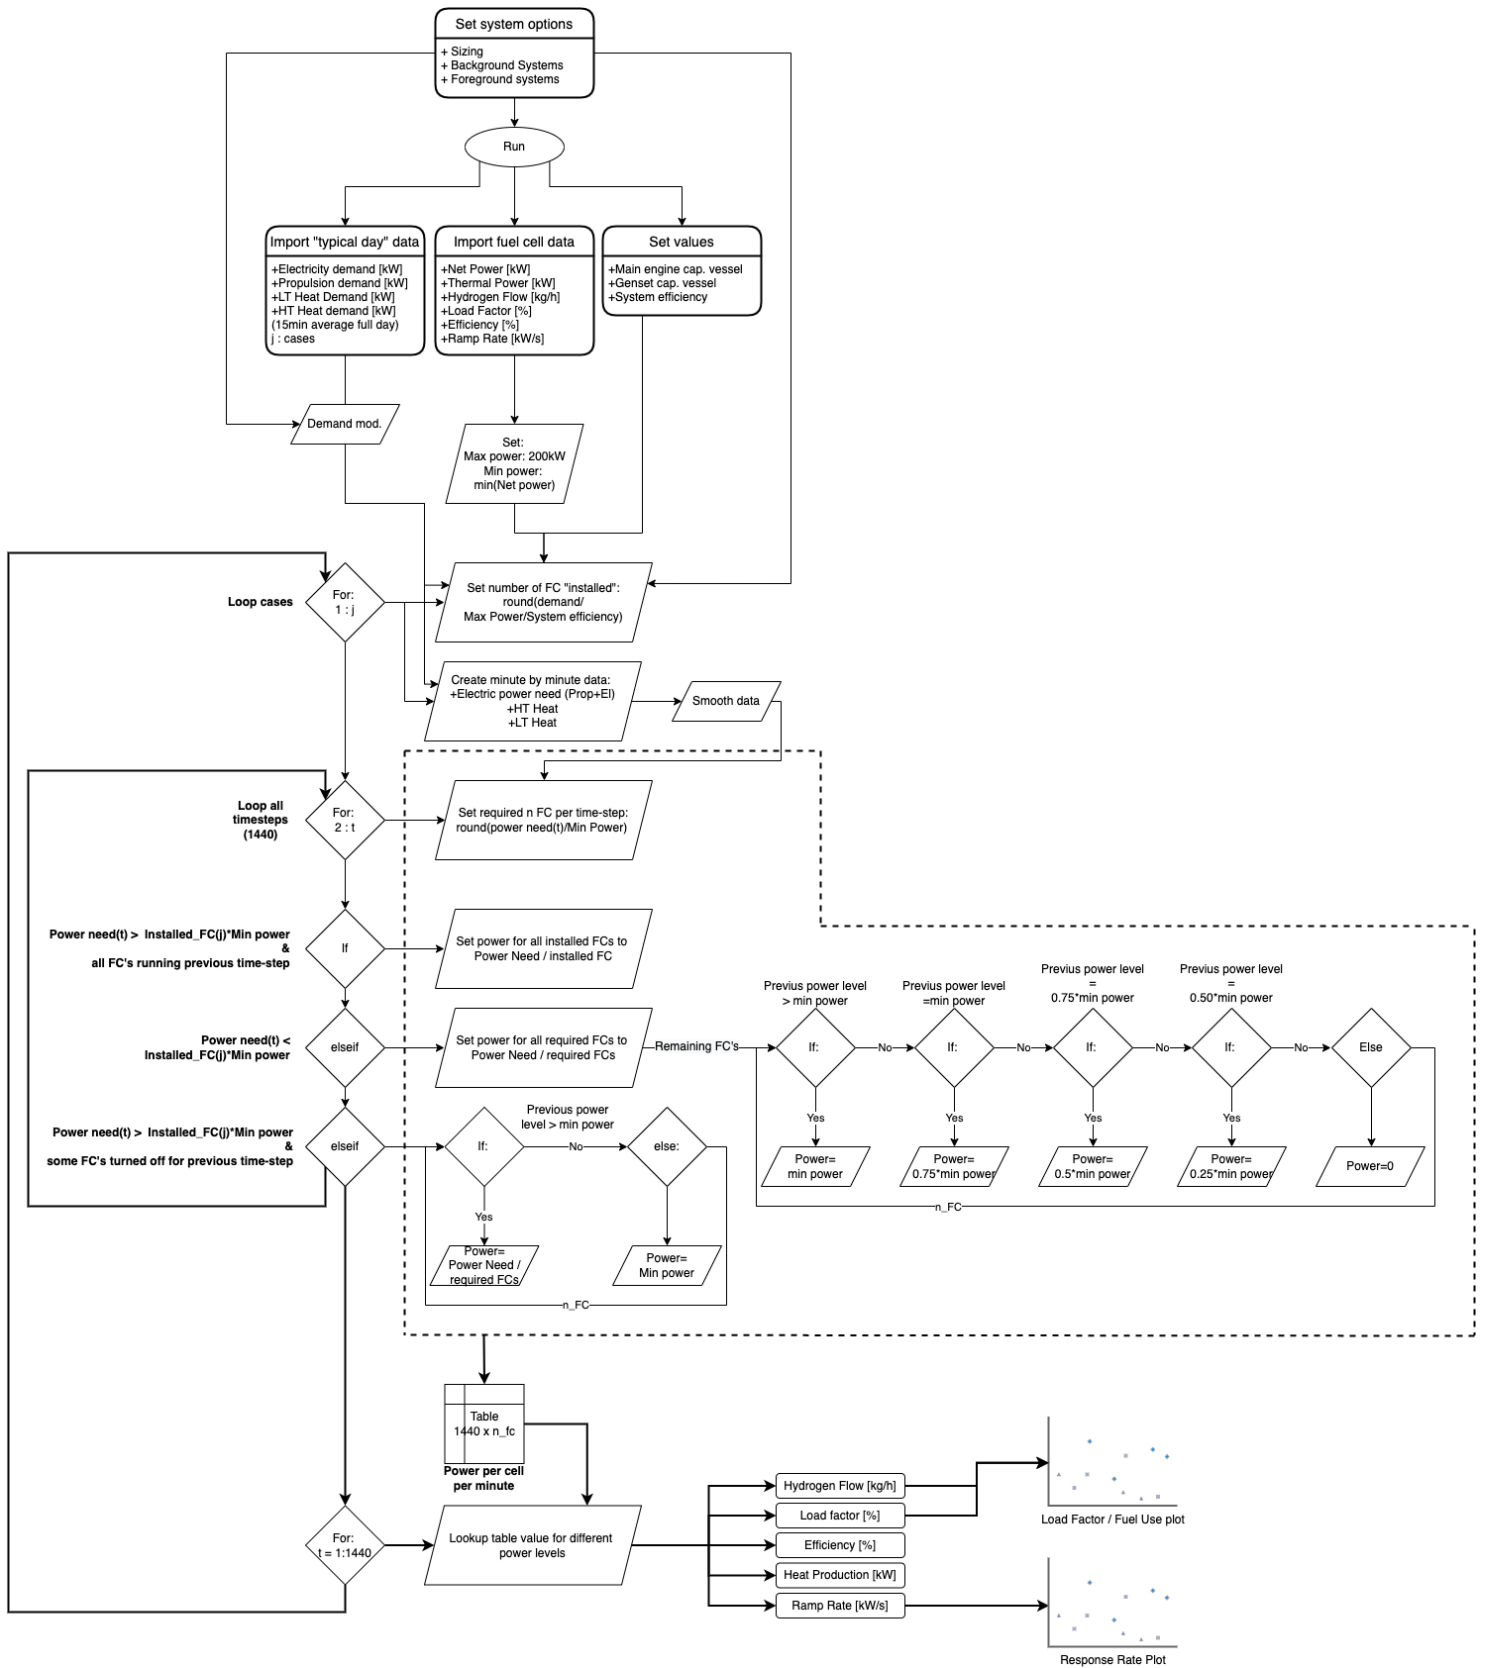 Set system options
+ Sizing
+ Background Systems
+ Foreground systems
Run
Import "typical day" data
+Electricity demand [kW]
+Propulsion demand [kW]
+LT Heat Demand [kW]
+HT Heat demand [kW]
(15min average full day)
j : cases
Import fuel cell data
+Net Power [kW]
+Thermal Power [kW]
+Hydrogen Flow [kg/h]
+Load Factor [%]
+Efficiency [%]
+Ramp Rate [kW/s]
Set values
+Main engine cap. vessel
+Genset cap. vessel
+System efficiency
Demand mod.
Set:
Max power: 200kW
Min power:
min(Net power)
Loop cases
For:
1 : j
Set number of FC "installed":
round(demand/
Max Power/System efficiency)
Create minute by minute data:
+Electric power need (Prop+El)
+HT Heat
+LT Heat
Smooth data
Loop all
timesteps
(1440)
For:
2 : t
Set required n FC per time-step:
round(power need(t)/Min Power)
Power need(t) > Installed_FC(j)*Min power
&
all FC's running previous time-step
If
Set power for all installed FCs to
Power Need / installed FC
Power need(t) <
Installed_FC(j)*Min power
elseif
Set power for all required FCs to
Power Need / required FCs
Remaining FC's
Previus power level
> min power
If:
No
Previus power level
=min power
If:
No
Previus power level
=
0.75*min power
If:
No
Previus power level
=
0.50*min power
If:
No
Else
Yes
Yes
Yes
Yes
Power=
min power
Power=
0.75*min power
Power=
0.5*min power
Power=
0.25*min power
Power=0
n_FC
Power need(t) > Installed_FC(j)*Min power
&
some FC's turned off for previous time-step
elseif
If:
Previous power
level > min power
No
else:
Yes
Power=
Power Need /
required FCs
Power=
Min power
n_FC
Table
1440 x n_fc
Power per cell
per minute
For:
t = 1:1440
Lookup table value for different
power levels
Hydrogen Flow [kg/h]
Load factor [%]
Efficiency [%]
Heat Production [kW]
Ramp Rate [kW/s]
Load Factor / Fuel Use plot
Response Rate Plot